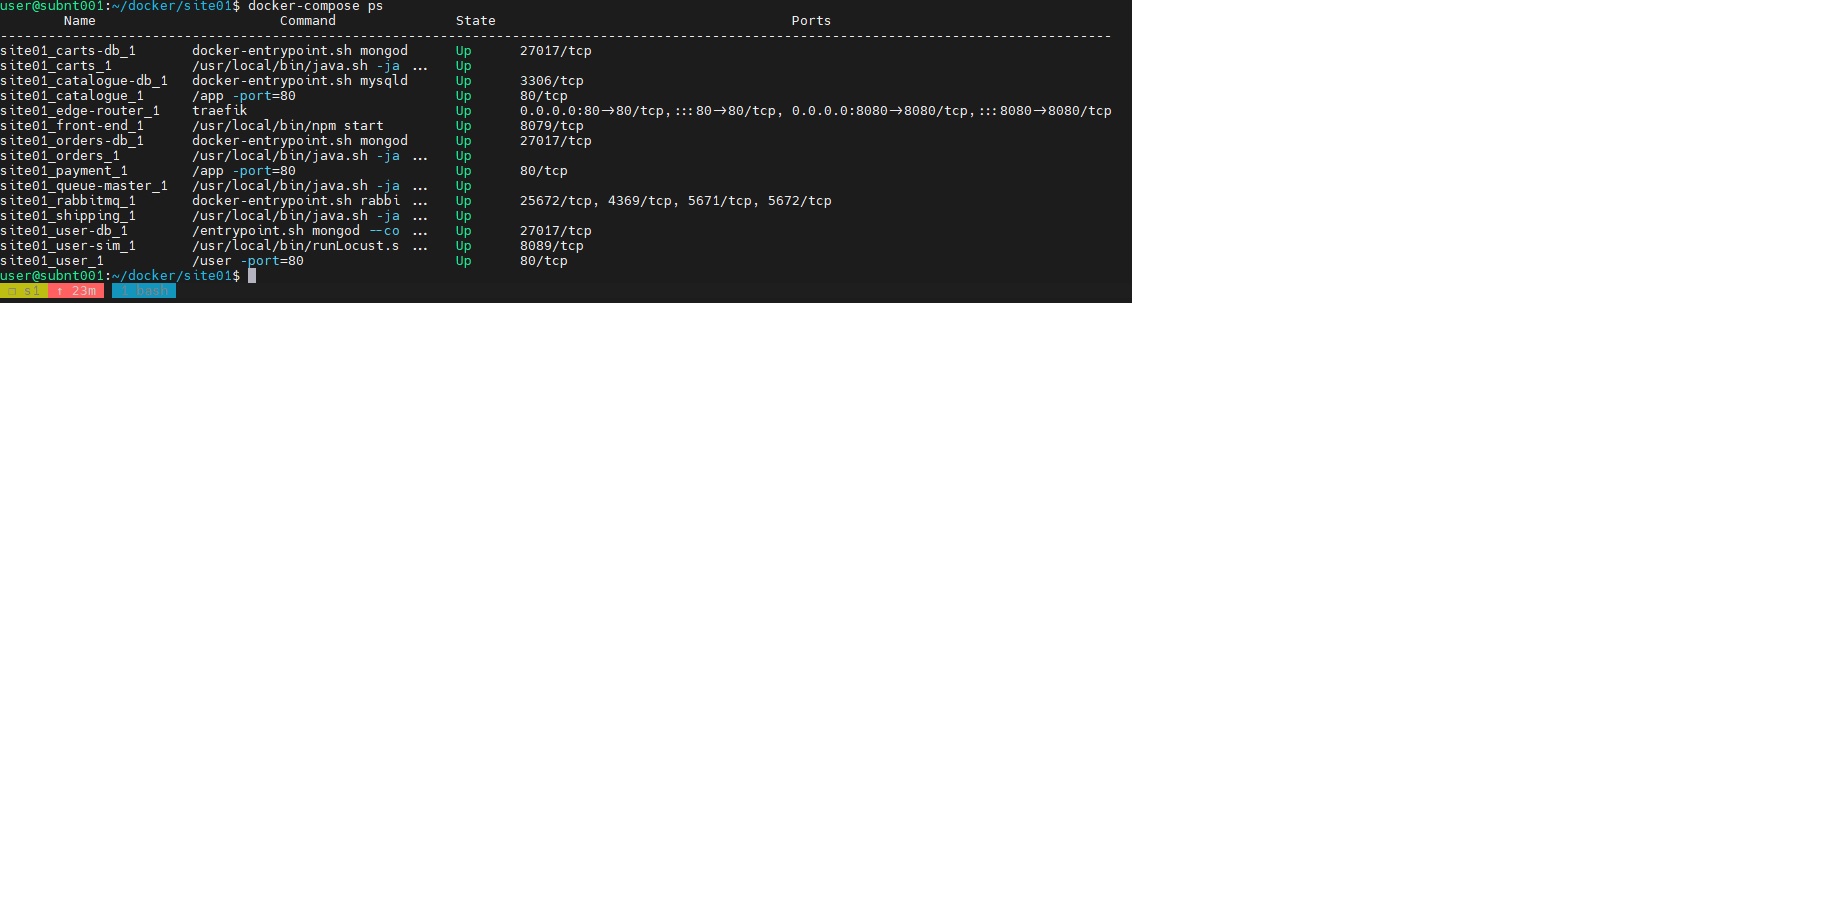 user@subnt001:~/docker/site01$ docker-compose ps
Name Command State Ports
-------------------------------------------------------------------------------------------------------------------------------------------
site01_carts-db_1 docker-entrypoint.sh mongod Up 27017/tcp
site01_carts_1 /usr/local/bin/java.sh -ja ... Up
site01_catalogue-db_1 docker-entrypoint.sh mysqld Up 3306/tcp
site01_catalogue_1 /app -port=80 Up 80/tcp
site01_edge-router_1 traefik Up 0.0.0.0:80->80/tcp,:::80->80/tcp, 0.0.0.0:8080->8080/tcp,:::8080->8080/tcp
site01_front-end_1 /usr/local/bin/npm start Up 8079/tcp
site01_orders-db_1 docker-entrypoint.sh mongod Up 27017/tcp
site01_orders_1 /usr/local/bin/java.sh -ja ... Up
site01_payment_1 /app -port=80 Up 80/tcp
site01_queue-master_1 /usr/local/bin/java.sh -ja ... Up
site01_rabbitmq_1 docker-entrypoint.sh rabbi ... Up 25672/tcp, 4369/tcp, 5671/tcp, 5672/tcp
site01_shipping_1 /usr/local/bin/java.sh -ja ... Up
site01_user-db_1 /entrypoint.sh mongod --co ... Up 27017/tcp
site01_user-sim_1 /usr/local/bin/runLocust.s ... Up 8089/tcp
site01_user_1 /user -port=80 Up 80/tcp
user@subnt001:~/docker/site01$
❐ s1 ↑ 23m 1 bash